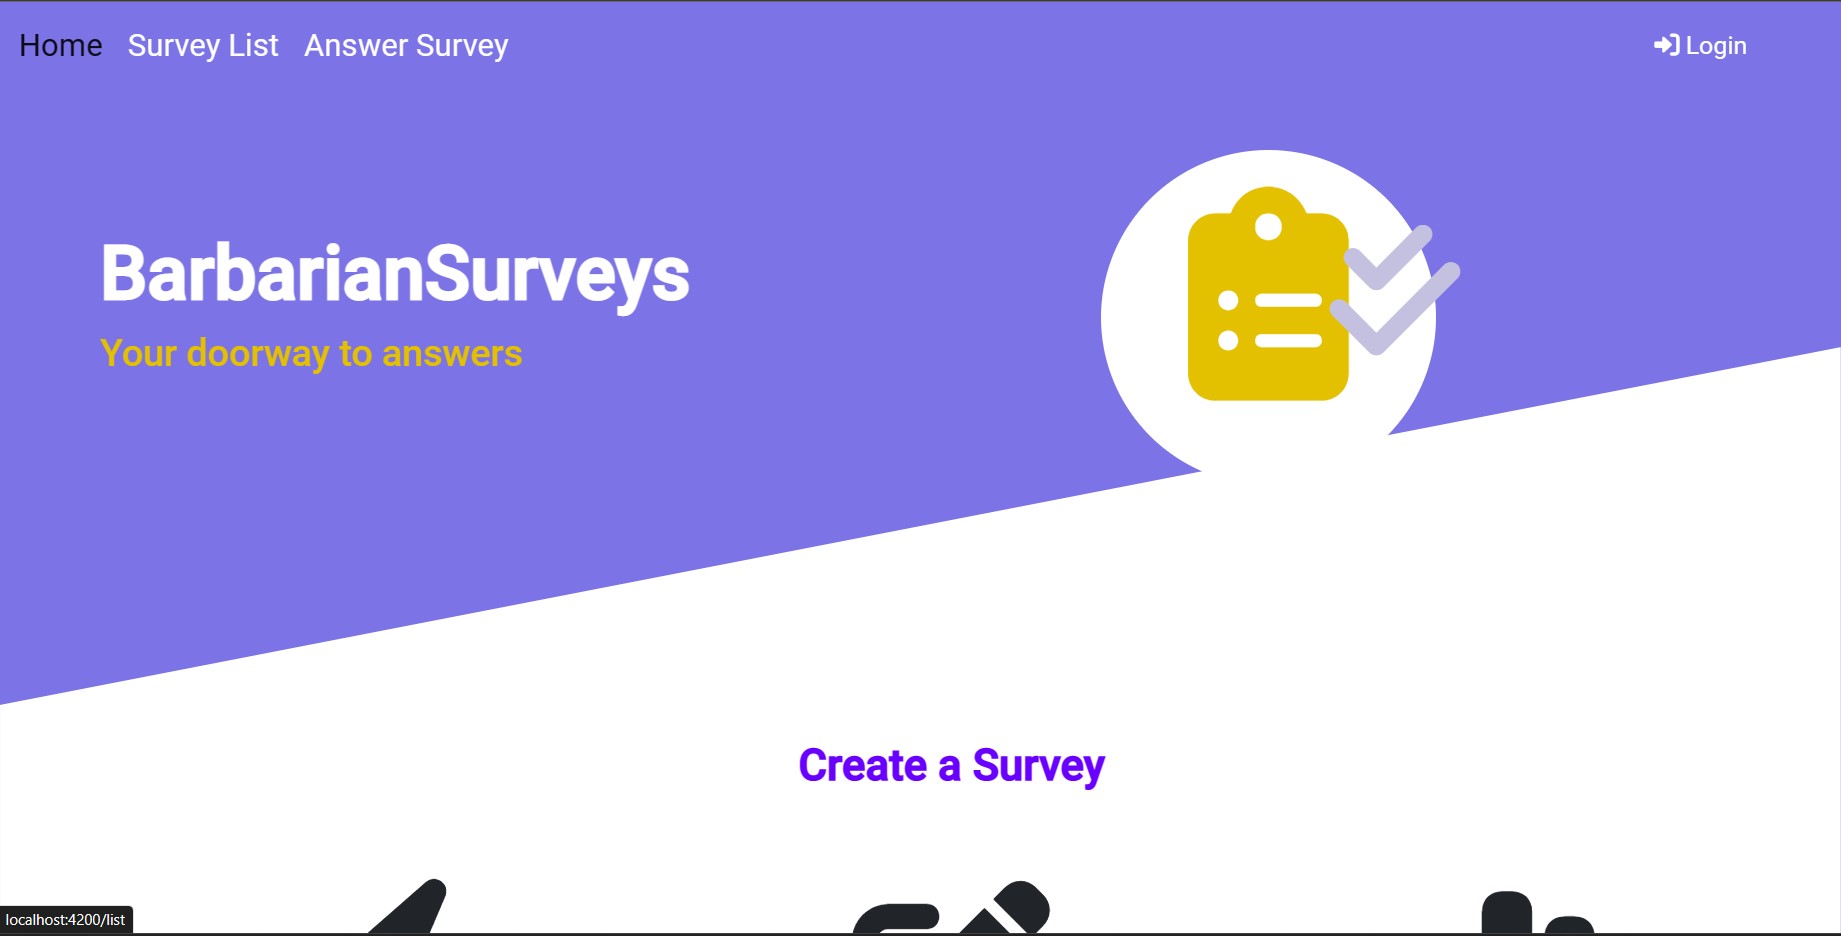 Home Survey List Answer Survey Login
BarbarianSurveys
Your doorway to answers
Create a Survey
localhost:4200/list